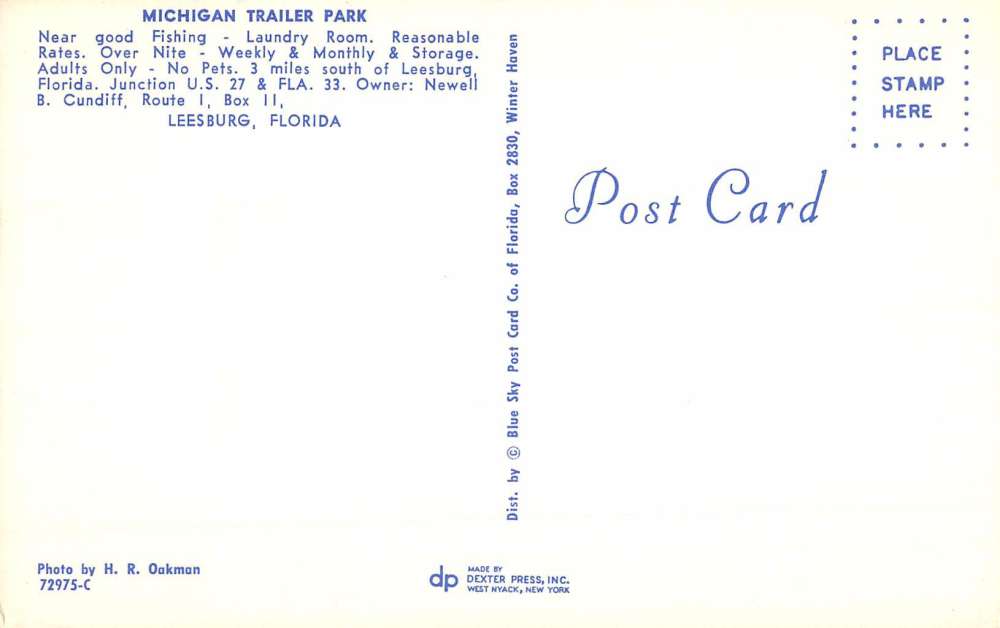 MICHIGAN TRAILER PARK
Near good Fishing - Laundry Room. Reasonable
Rates. Over Nite - Weekly & Monthly & Storage.
Adults Only - No Pets. 3 miles south of Leesburg,
Florida. Junction U.S. 27 & FLA. 33. Owner: Newell
B. Cundiff, Route 1, Box 11,
LEESBURG, FLORIDA
Dist. by © Blue Sky Post Card Co. of Florida, Box 2830, Winter Haven
PLACE
STAMP
HERE
Post Card
Photo by H. R. Oakman
72975-C
dp
MADE BY
DEXTER PRESS, INC.
WEST NYACK, NEW YORK